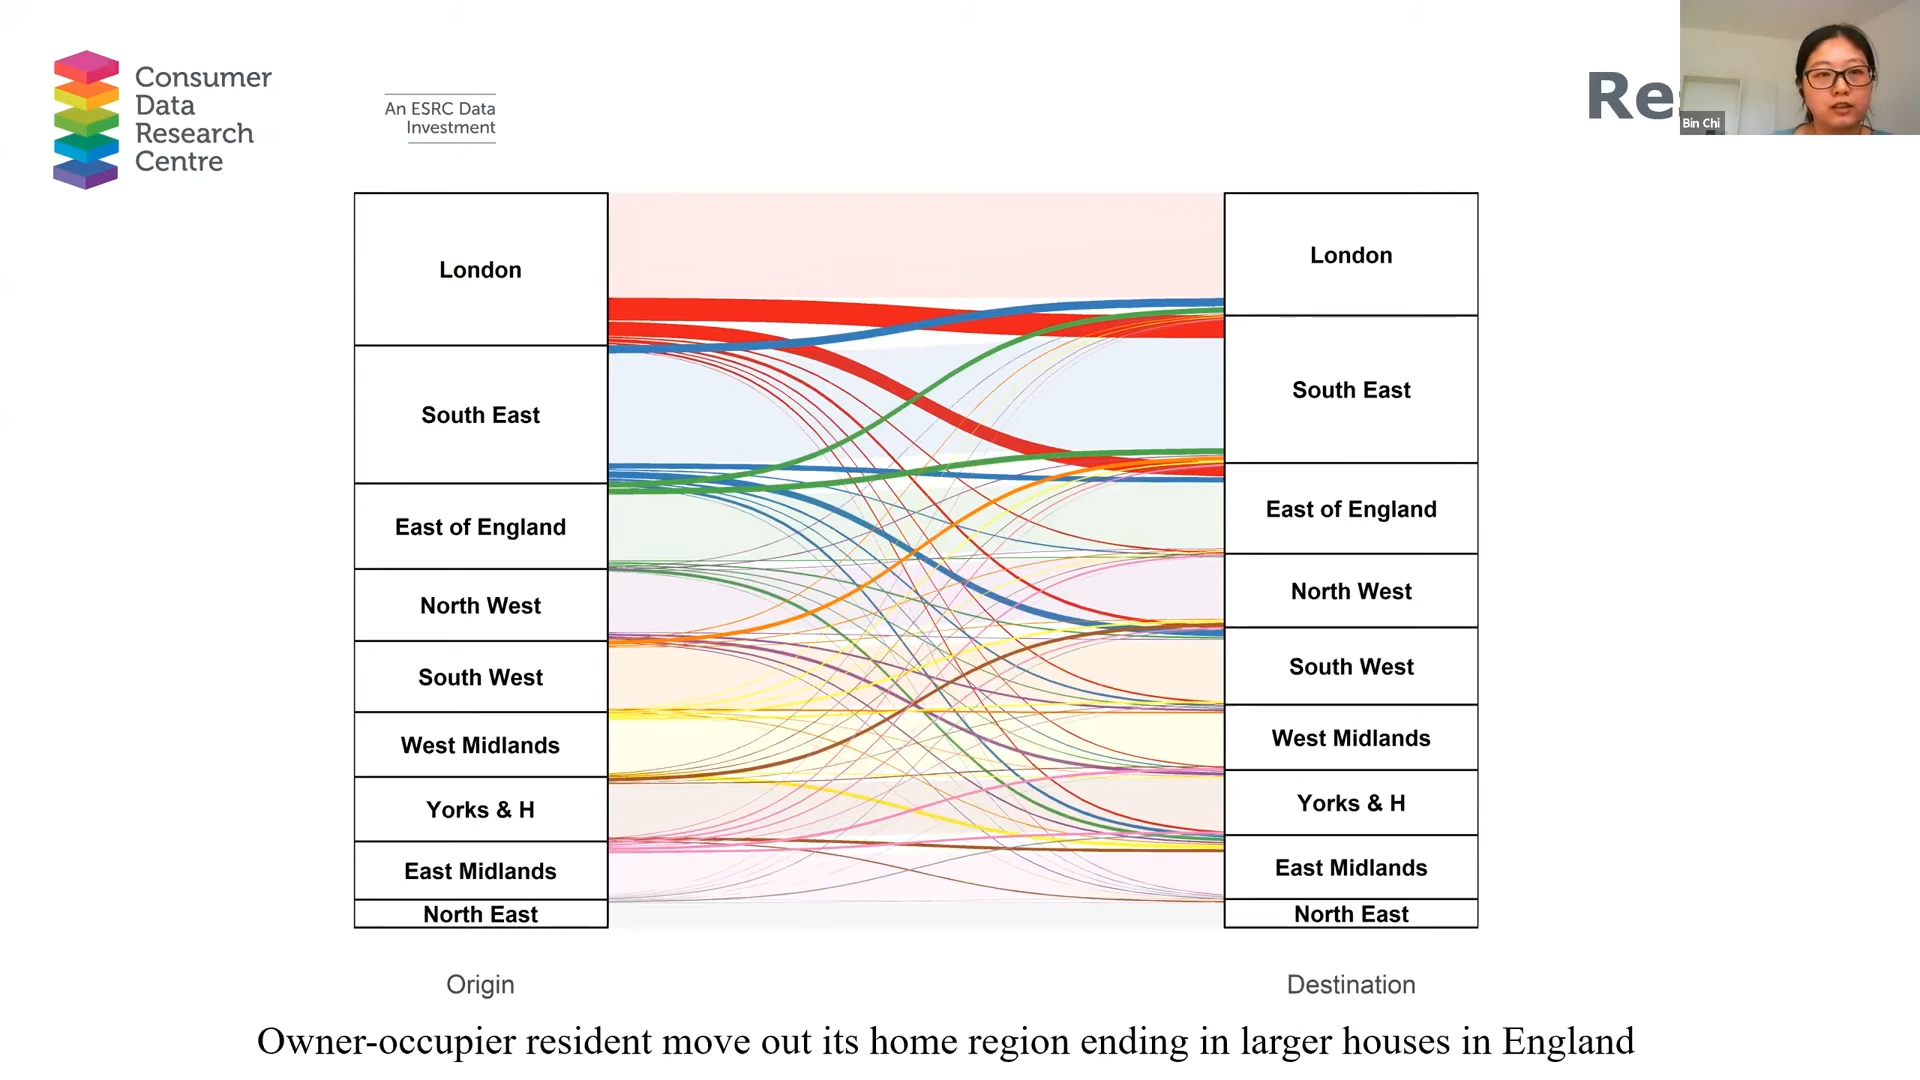 Consumer
Data
Research
Centre
An ESRC Data
Investment
Bin Chi
London
South East
East of England
North West
South West
West Midlands
Yorks & H
East Midlands
North East
London
South East
East of England
North West
South West
West Midlands
Yorks & H
East Midlands
North East
Origin
Destination
Owner-occupier resident move out its home region ending in larger houses in England